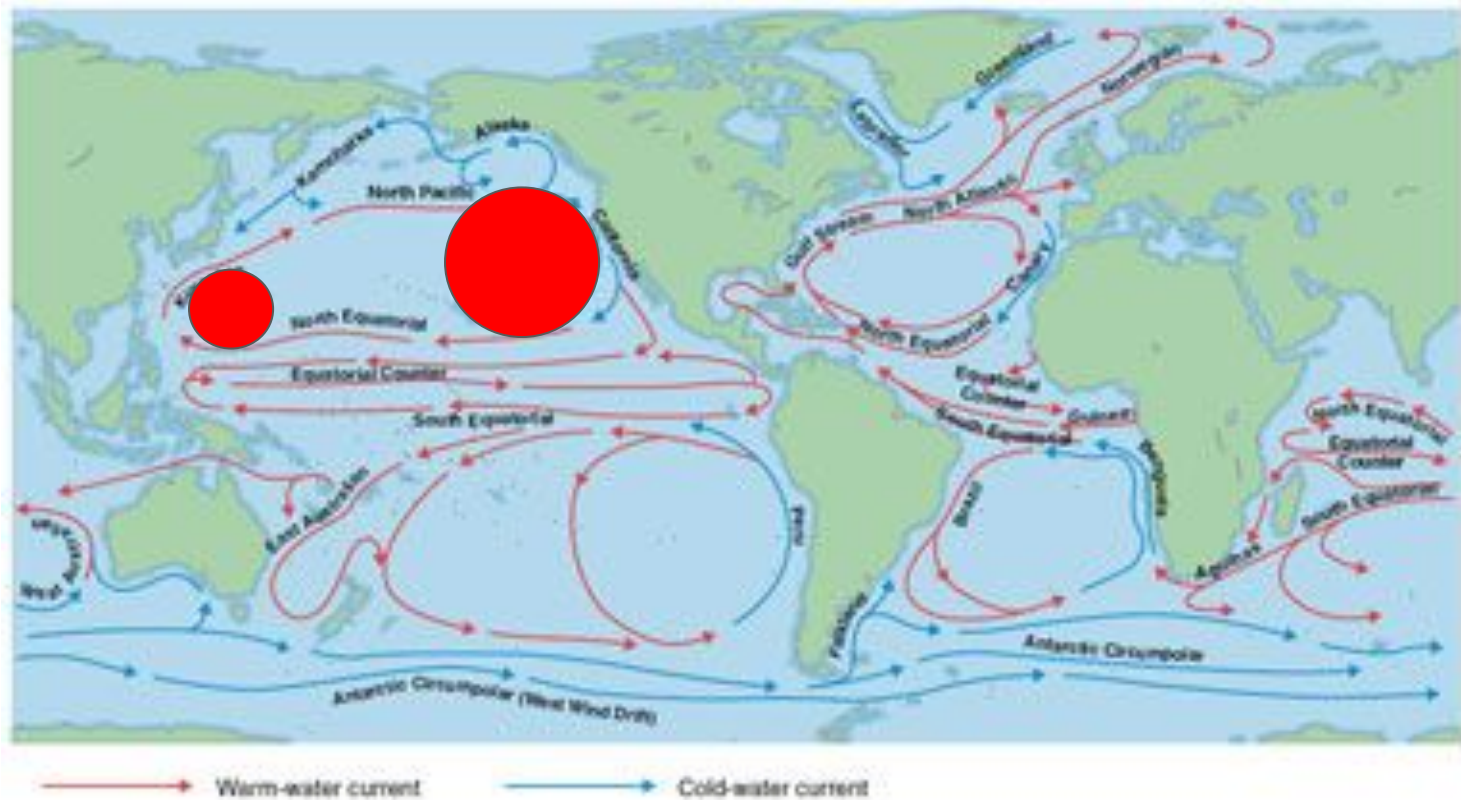 Greenland
Norwegian
Labrador
Alaska
Kamchatka
North Pacific
North Atlantic
Gulf Stream
California
Canary
North Equatorial
North Equatorial
Equatorial Counter
Equatorial
Counter
Guinea
South Equatorial
South Equatorial
North Equatorial
Equatorial
Counter
South Equatorial
East Australian
West Australian
Peru
Brazil
Benguela
Agulhas
Falkland
Antarctic Circumpolar
Antarctic Circumpolar (West Wind Drift)
Warm-water current
Cold-water current